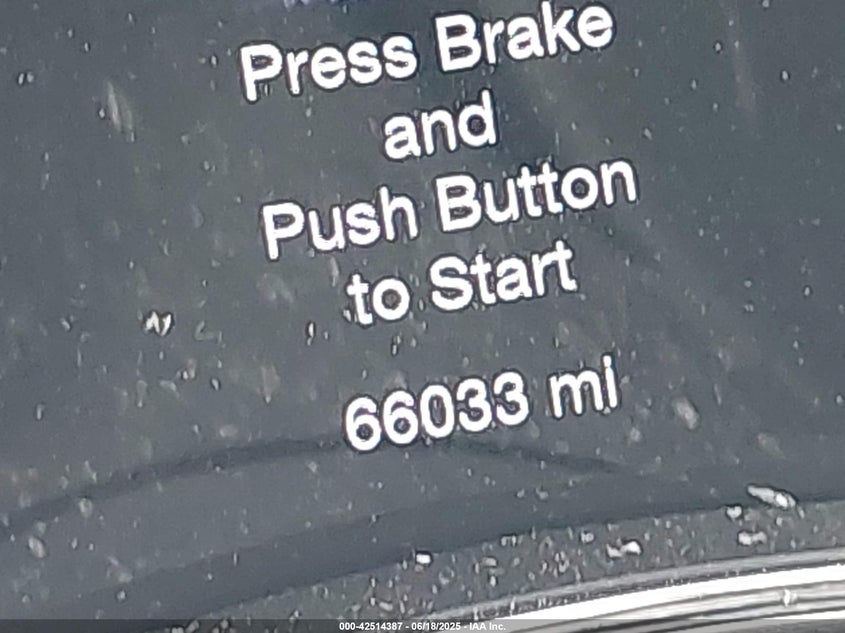 Press Brake
and
Push Button
to Start
66033 mi
000-42514387 - 06/18/2025 - IAA Inc.